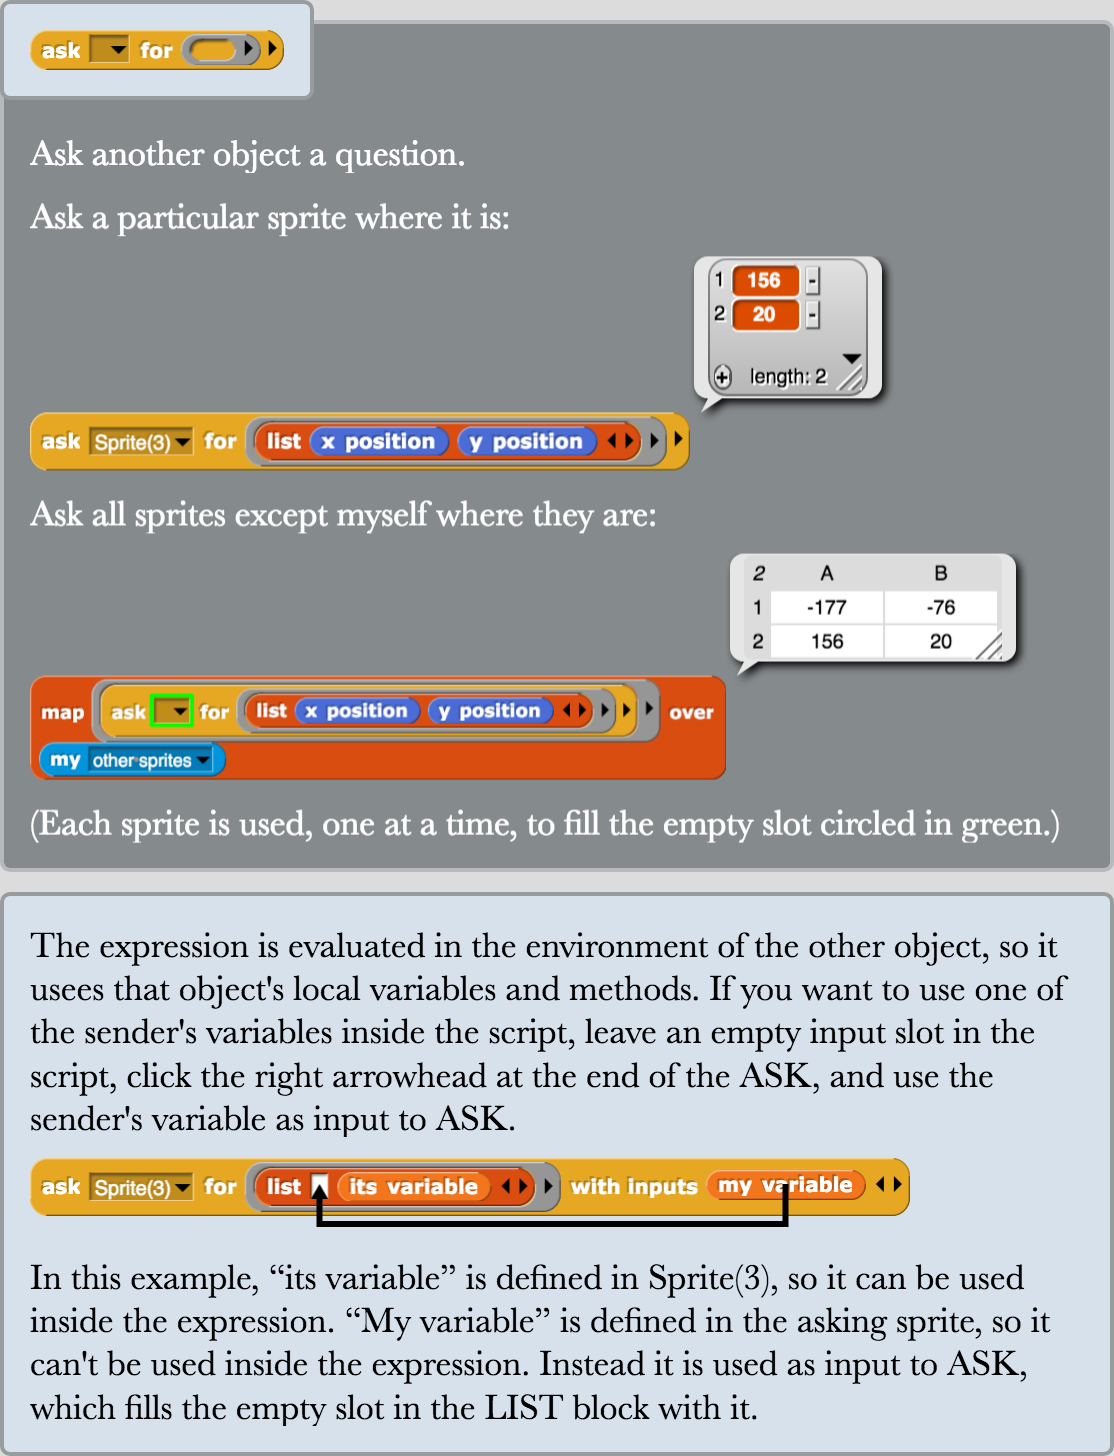 ask for
Ask another object a question.
Ask a particular sprite where it is:
1 156 -
2 20 -
length: 2
ask Sprite(3) for list x position y position
Ask all sprites except myself where they are:
2 A B
1 -177 -76
2 156 20
map ask for list x position y position over
my other sprites
(Each sprite is used, one at a time, to fill the empty slot circled in green.)
The expression is evaluated in the environment of the other object, so it
usees that object's local variables and methods. If you want to use one of
the sender's variables inside the script, leave an empty input slot in the
script, click the right arrowhead at the end of the ASK, and use the
sender's variable as input to ASK.
ask Sprite(3) for list its variable with inputs my variable
In this example, “its variable” is defined in Sprite(3), so it can be used
inside the expression. “My variable” is defined in the asking sprite, so it
can't be used inside the expression. Instead it is used as input to ASK,
which fills the empty slot in the LIST block with it.